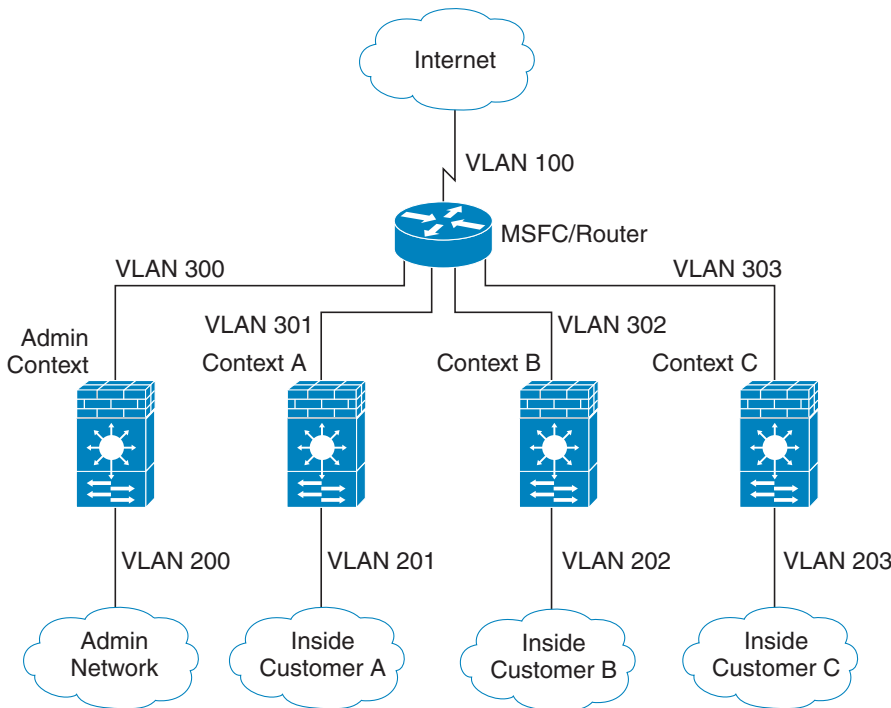 Internet
VLAN 100
MSFC/Router
VLAN 300
VLAN 303
VLAN 301
VLAN 302
Admin
Context
Context A
Context B
Context C
VLAN 200
VLAN 201
VLAN 202
VLAN 203
Admin
Network
Inside
Customer A
Inside
Customer B
Inside
Customer C